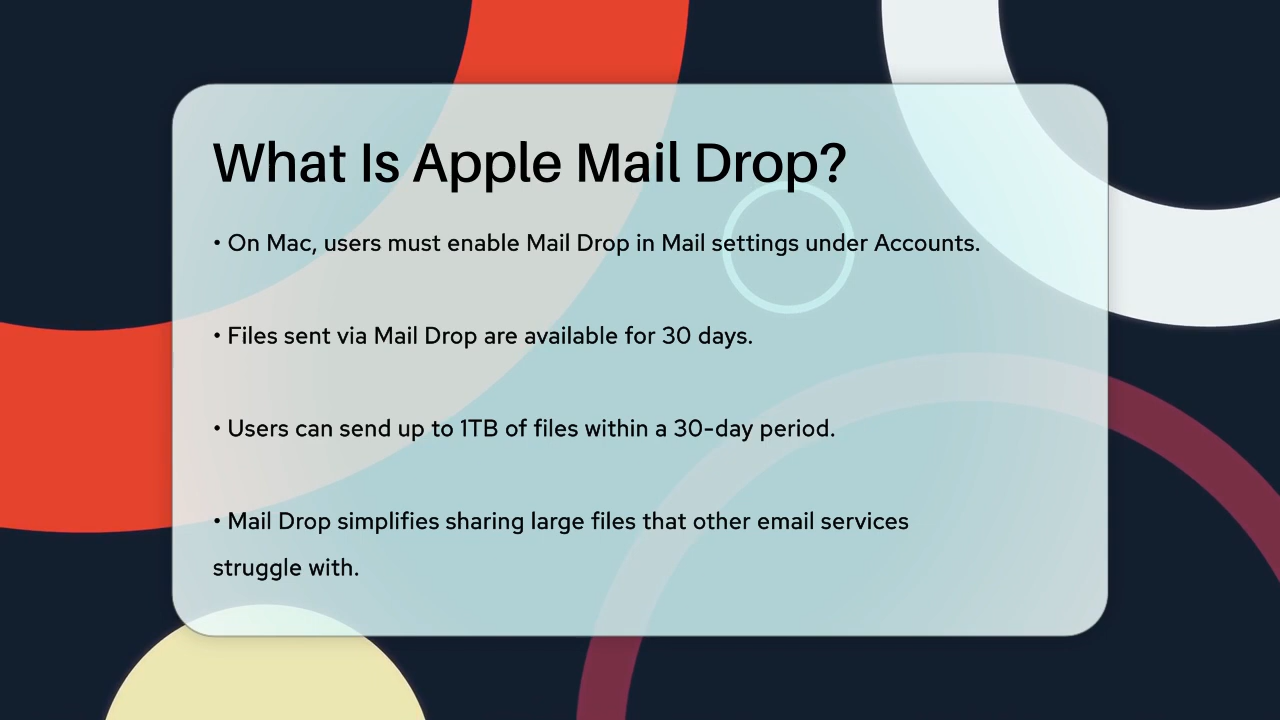 What Is Apple Mail Drop?
• On Mac, users must enable Mail Drop in Mail settings under Accounts.
• Files sent via Mail Drop are available for 30 days.
• Users can send up to 1TB of files within a 30-day period.
• Mail Drop simplifies sharing large files that other email services
struggle with.